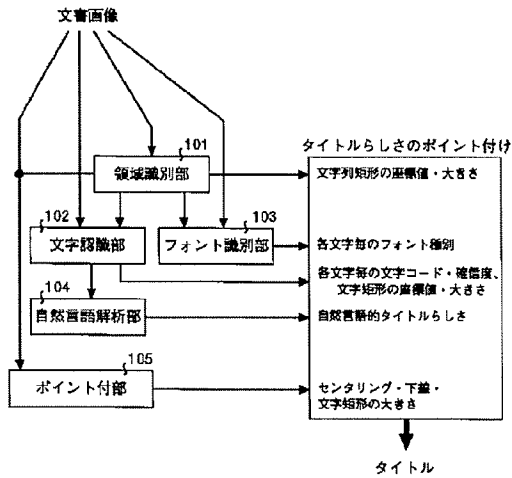 文書画像
101
タイトルらしさのポイント付け
領域識別部
文字列矩形の座標値・大きさ
102
103
文字認識部
フォント識別部
各文字毎のフォント種別
各文字毎の文字コード・確信度、
文字矩形の座標値・大きさ
104
自然言語解析部
自然言語的タイトルらしさ
105
ポイント付部
センタリング・下線・
文字矩形の大きさ
タイトル